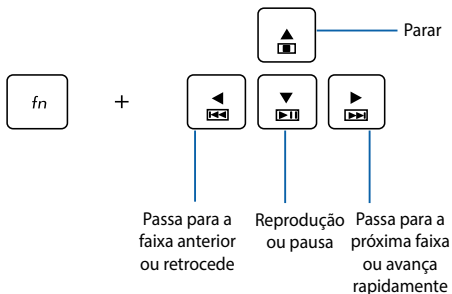 Parar
fn
+
Passa para a
faixa anterior
ou retrocede
Reprodução
ou pausa
Passa para a
próxima faixa
ou avança
rapidamente